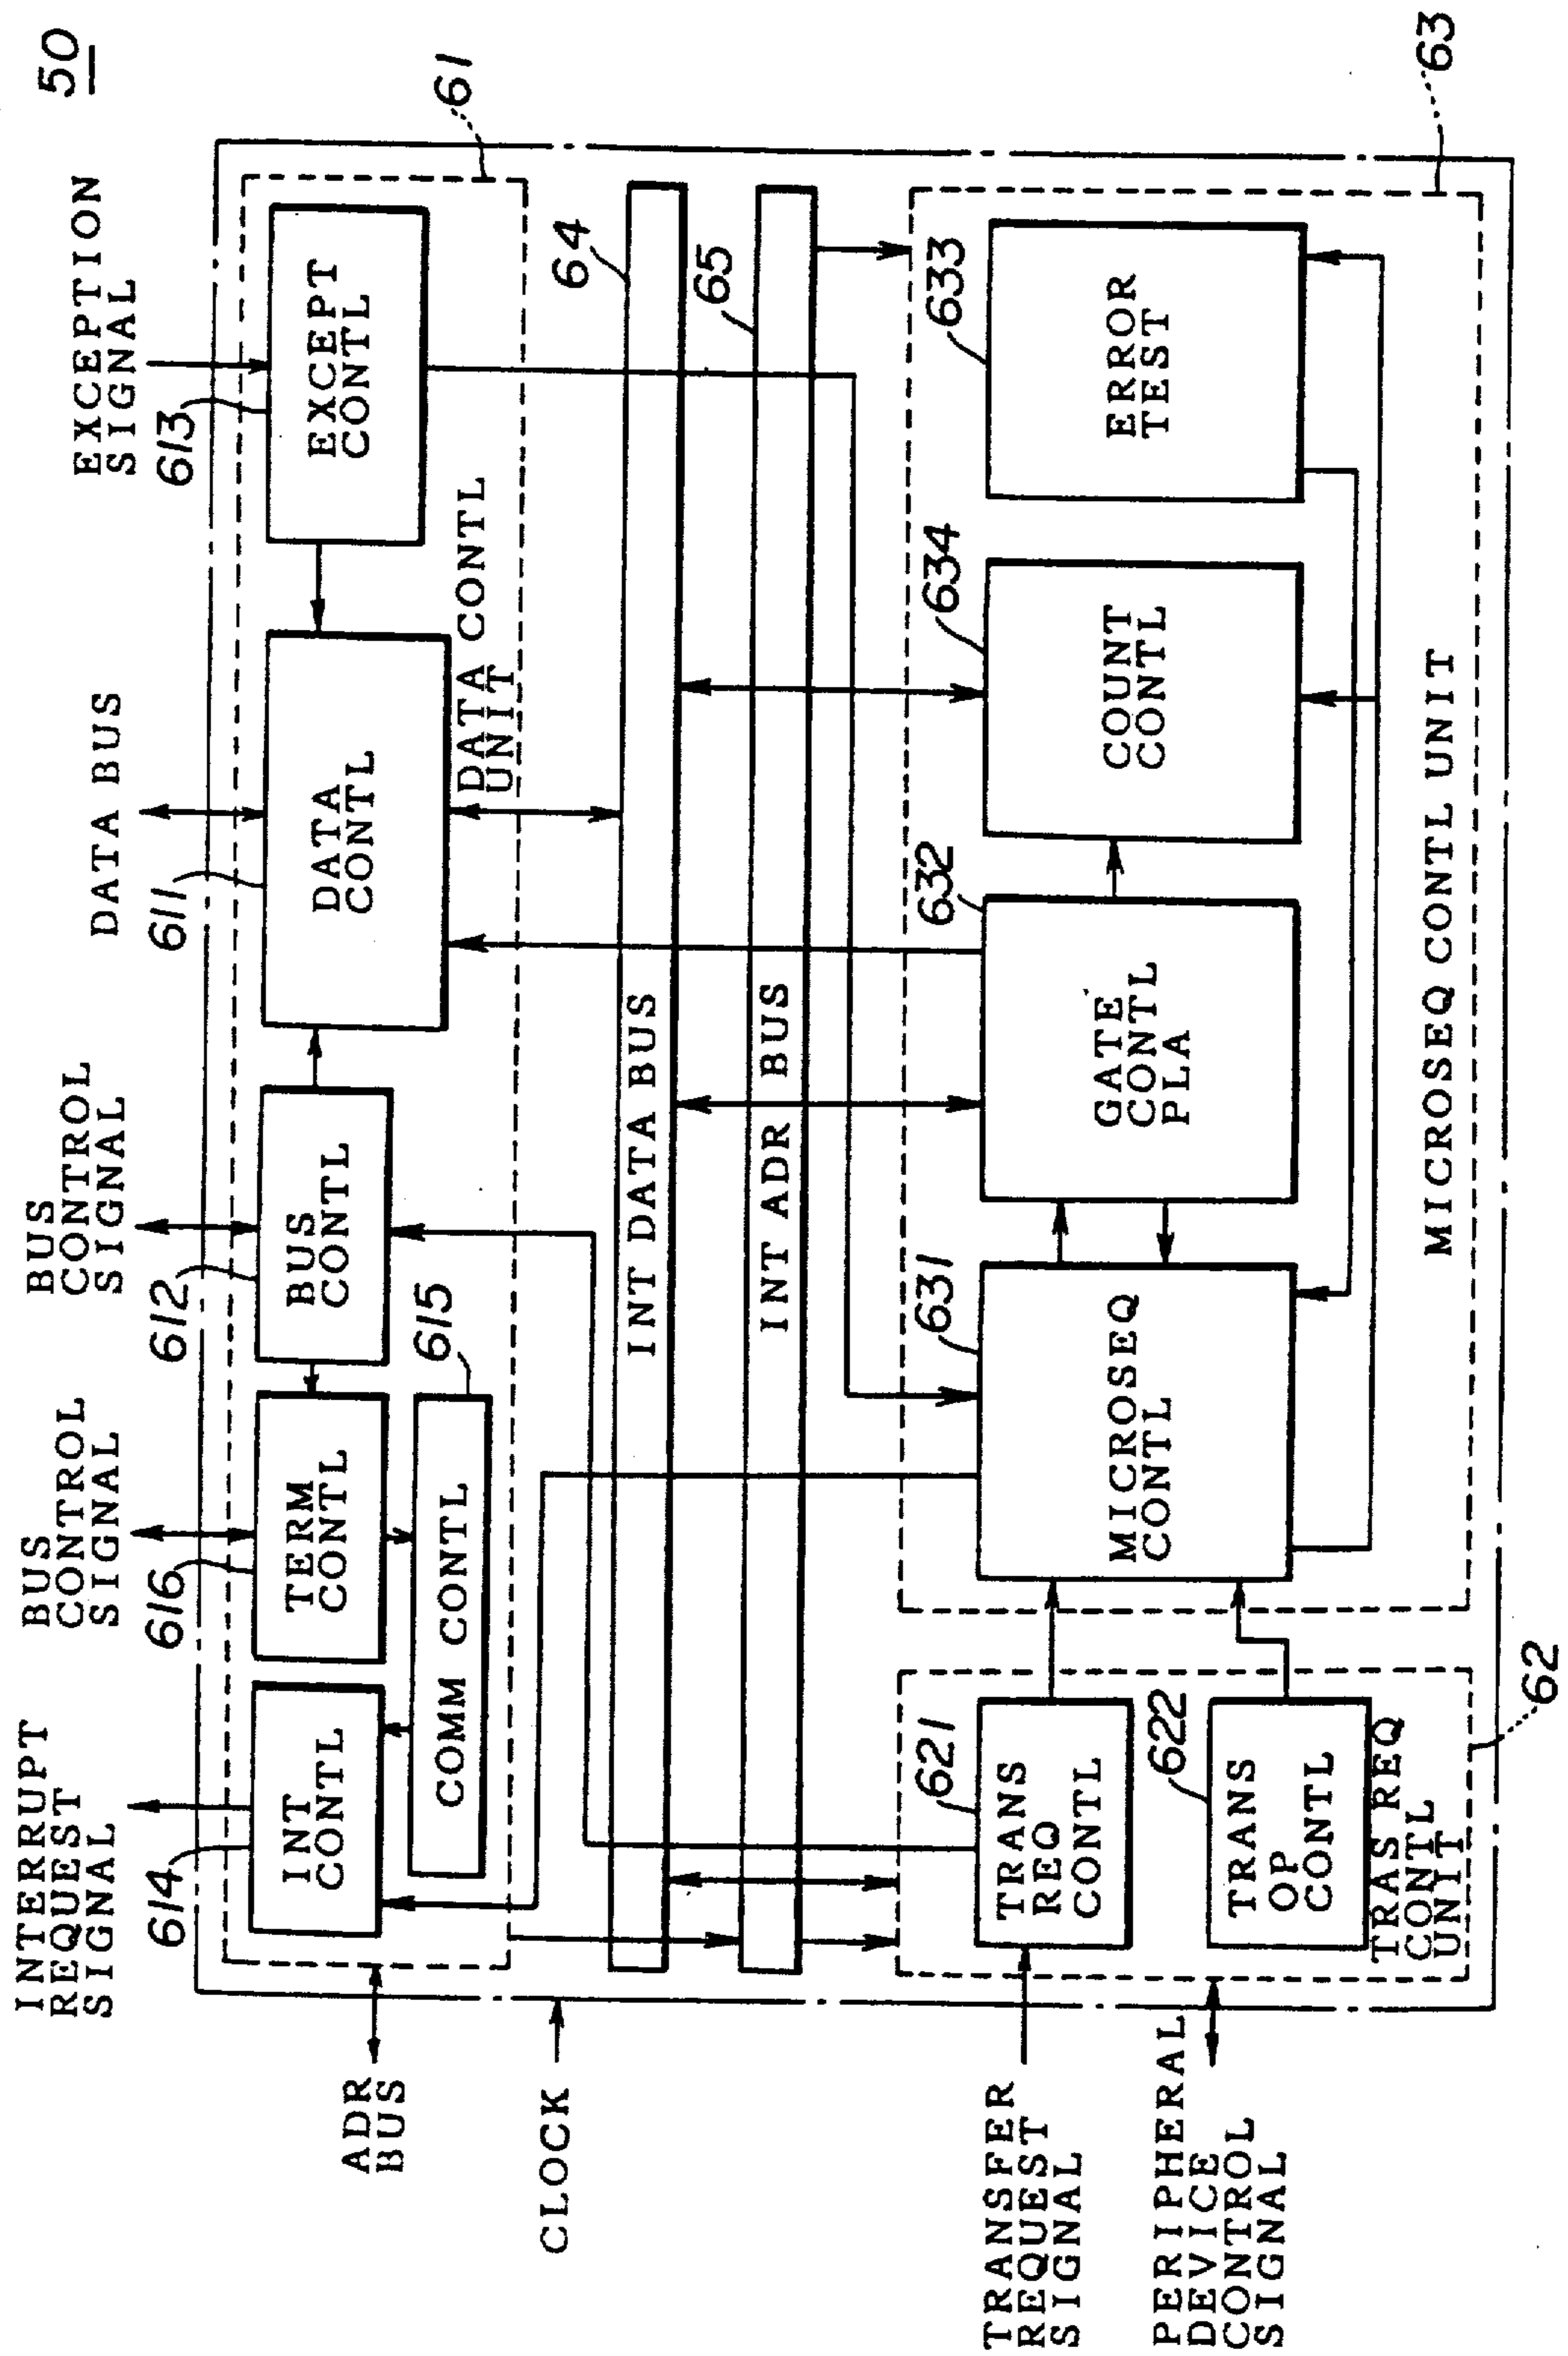 50
INTERRUPT
REQUEST
SIGNAL
BUS
CONTROL
SIGNAL
BUS
CONTROL
SIGNAL
DATA BUS
EXCEPTION
SIGNAL
614
616
612
611
613
61
INT
CONTL
TERM
CONTL
BUS
CONTL
DATA
CONTL
EXCEPT
CONTL
COMM CONTL
615
DATA CONTL
UNIT
ADR
BUS
CLOCK
INT DATA BUS
64
INT ADR BUS
65
621
631
632
634
633
TRANS
REQ
CONTL
622
TRANS
OP
CONTL
TRAS REQ
CONTL
UNIT
62
MICROSEQ
CONTL
GATE
CONTL
PLA
COUNT
CONTL
ERROR
TEST
MICROSEQ CONTL UNIT
63
TRANSFER
REQUEST
SIGNAL
PERIPHERAL
DEVICE
CONTROL
SIGNAL